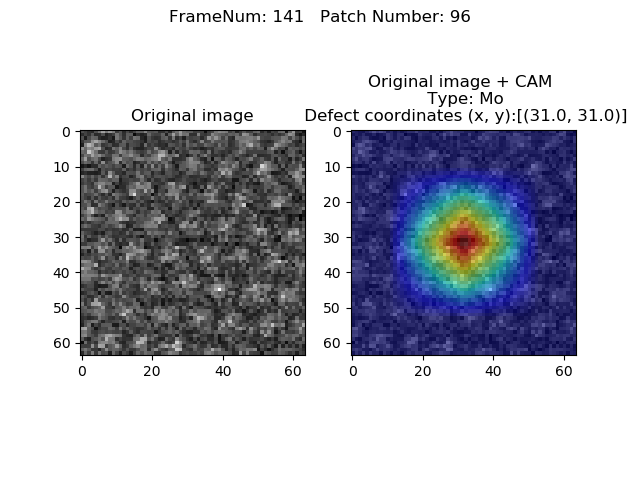 FrameNum: 141   Patch Number: 96
Original image
Original image + CAM
Type: Mo
Defect coordinates (x, y):[(31.0, 31.0)]
0
10
20
30
40
50
60
0 20 40 60
0
10
20
30
40
50
60
0 20 40 60